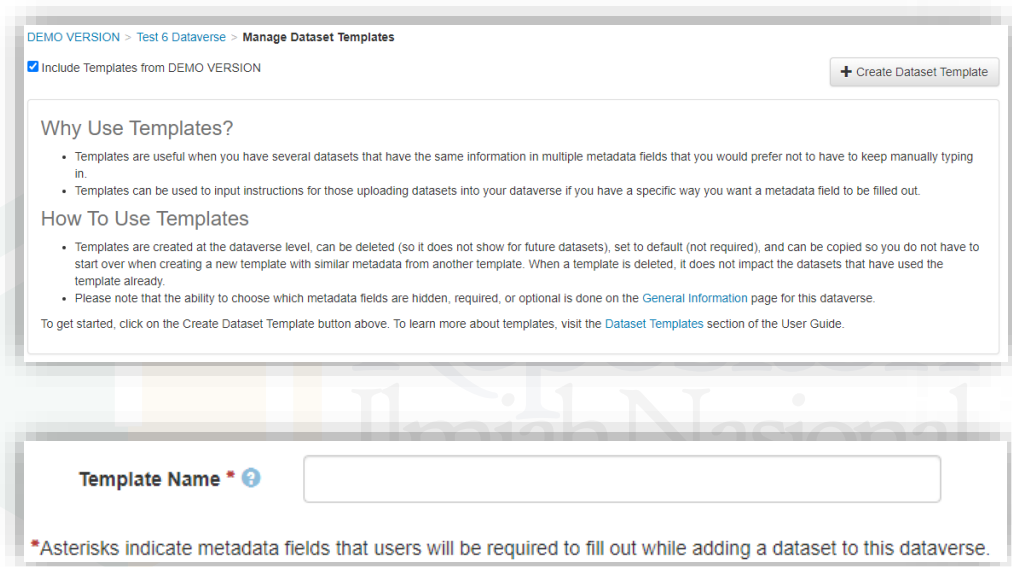 DEMO VERSION > Test 6 Dataverse > Manage Dataset Templates
Include Templates from DEMO VERSION
+ Create Dataset Template
Why Use Templates?
• Templates are useful when you have several datasets that have the same information in multiple metadata fields that you would prefer not to have to keep manually typing
in.
• Templates can be used to input instructions for those uploading datasets into your dataverse if you have a specific way you want a metadata field to be filled out.
How To Use Templates
• Templates are created at the dataverse level, can be deleted (so it does not show for future datasets), set to default (not required), and can be copied so you do not have to
start over when creating a new template with similar metadata from another template. When a template is deleted, it does not impact the datasets that have used the
template already.
• Please note that the ability to choose which metadata fields are hidden, required, or optional is done on the General Information page for this dataverse.
To get started, click on the Create Dataset Template button above. To learn more about templates, visit the Dataset Templates section of the User Guide.
Ilmiah Nasional
Template Name * ?
*Asterisks indicate metadata fields that users will be required to fill out while adding a dataset to this dataverse.